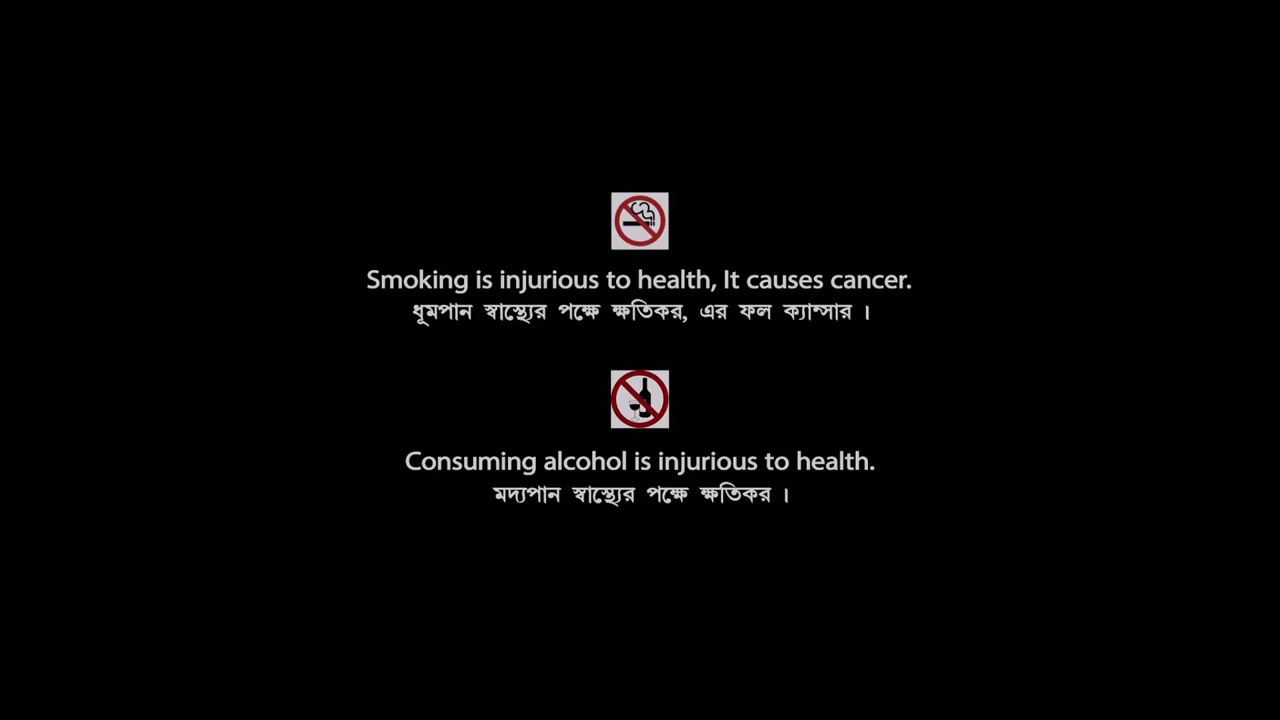 Smoking is injurious to health, It causes cancer.
ধূমপান স্বাস্থ্যের পক্ষে ক্ষতিকর, এর ফল ক্যান্সার ।
Consuming alcohol is injurious to health.
মদ্যপান স্বাস্থ্যের পক্ষে ক্ষতিকর ।